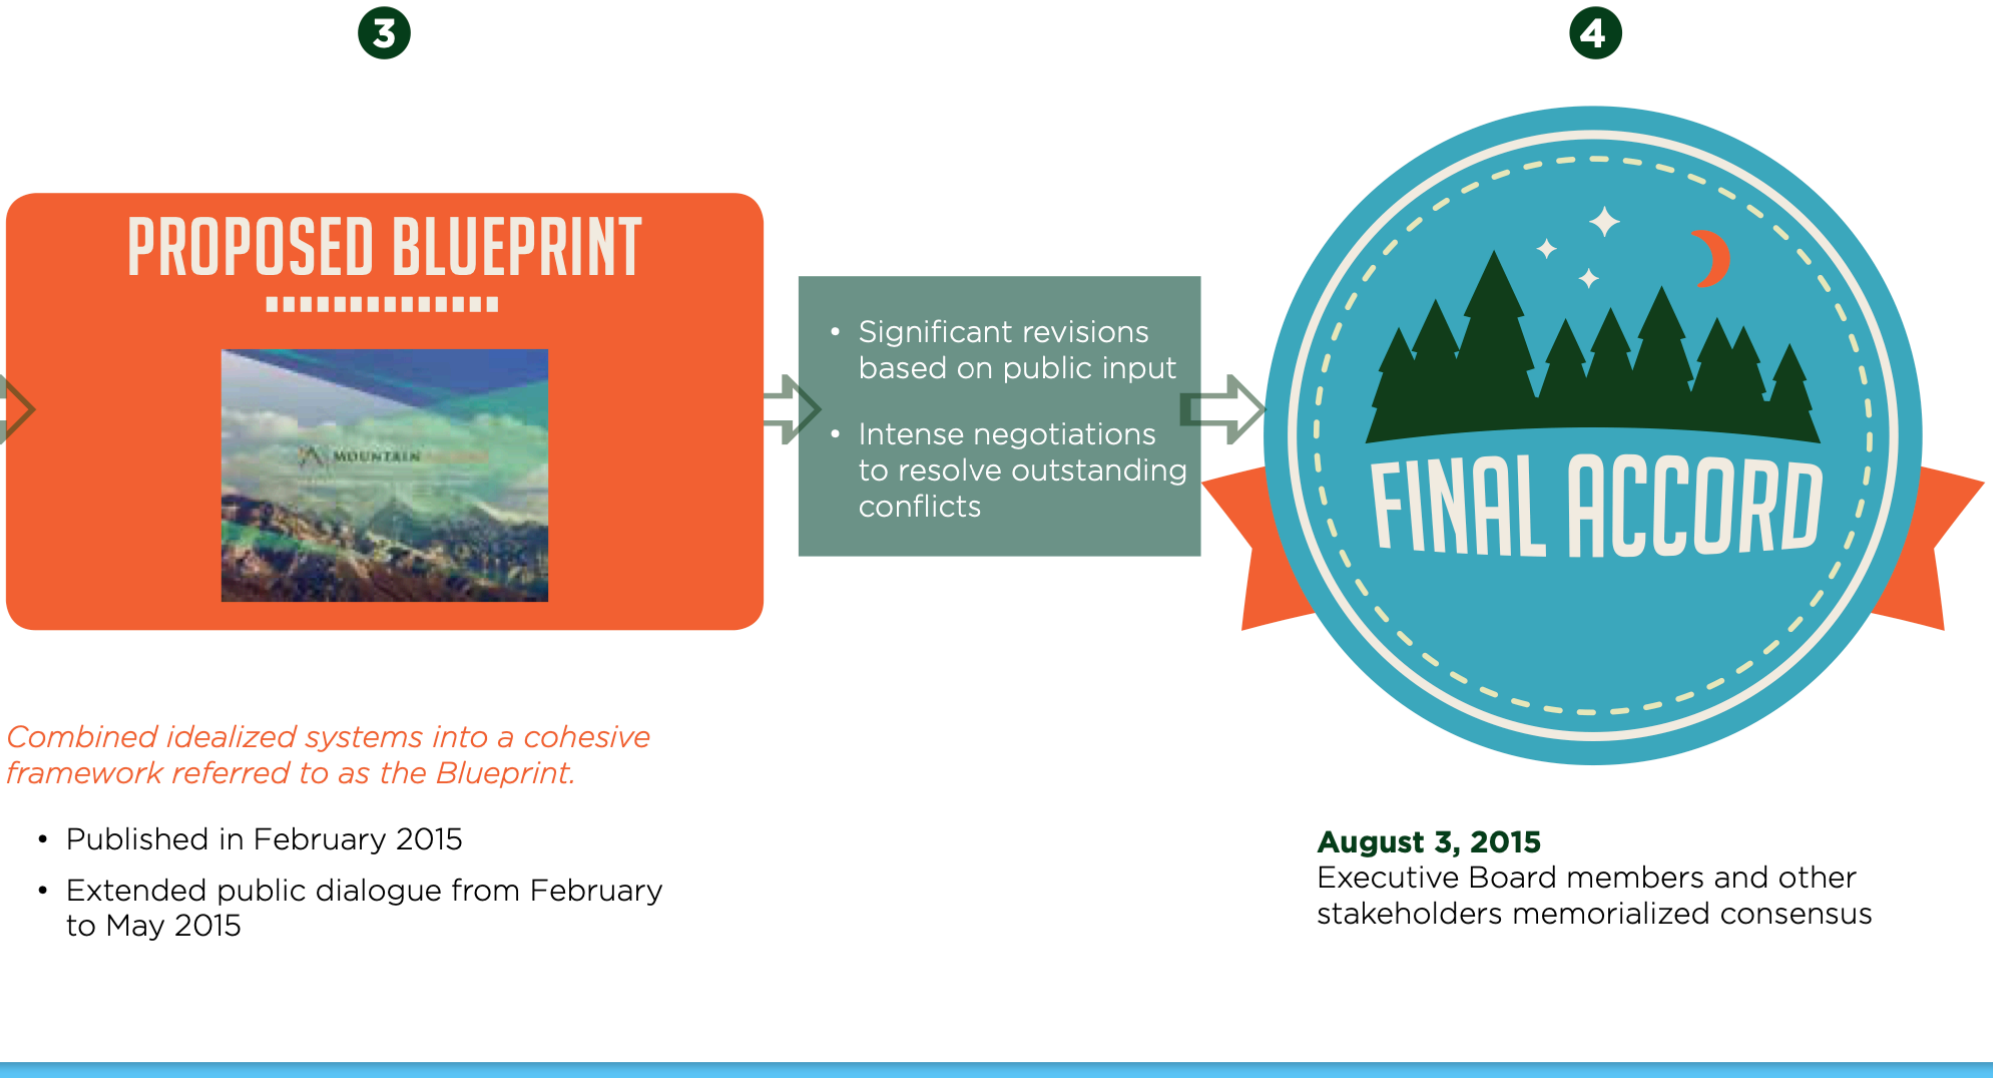 3
4
PROPOSED BLUEPRINT
MOUNTAIN
• Significant revisions
based on public input
• Intense negotiations
to resolve outstanding
conflicts
FINAL ACCORD
Combined idealized systems into a cohesive
framework referred to as the Blueprint.
• Published in February 2015
• Extended public dialogue from February
to May 2015
August 3, 2015
Executive Board members and other
stakeholders memorialized consensus